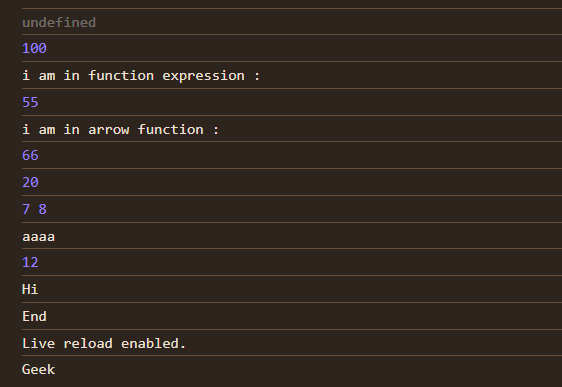 undefined
100
i am in function expression :
55
i am in arrow function :
66
20
7 8
aaaa
12
Hi
End
Live reload enabled.
Geek